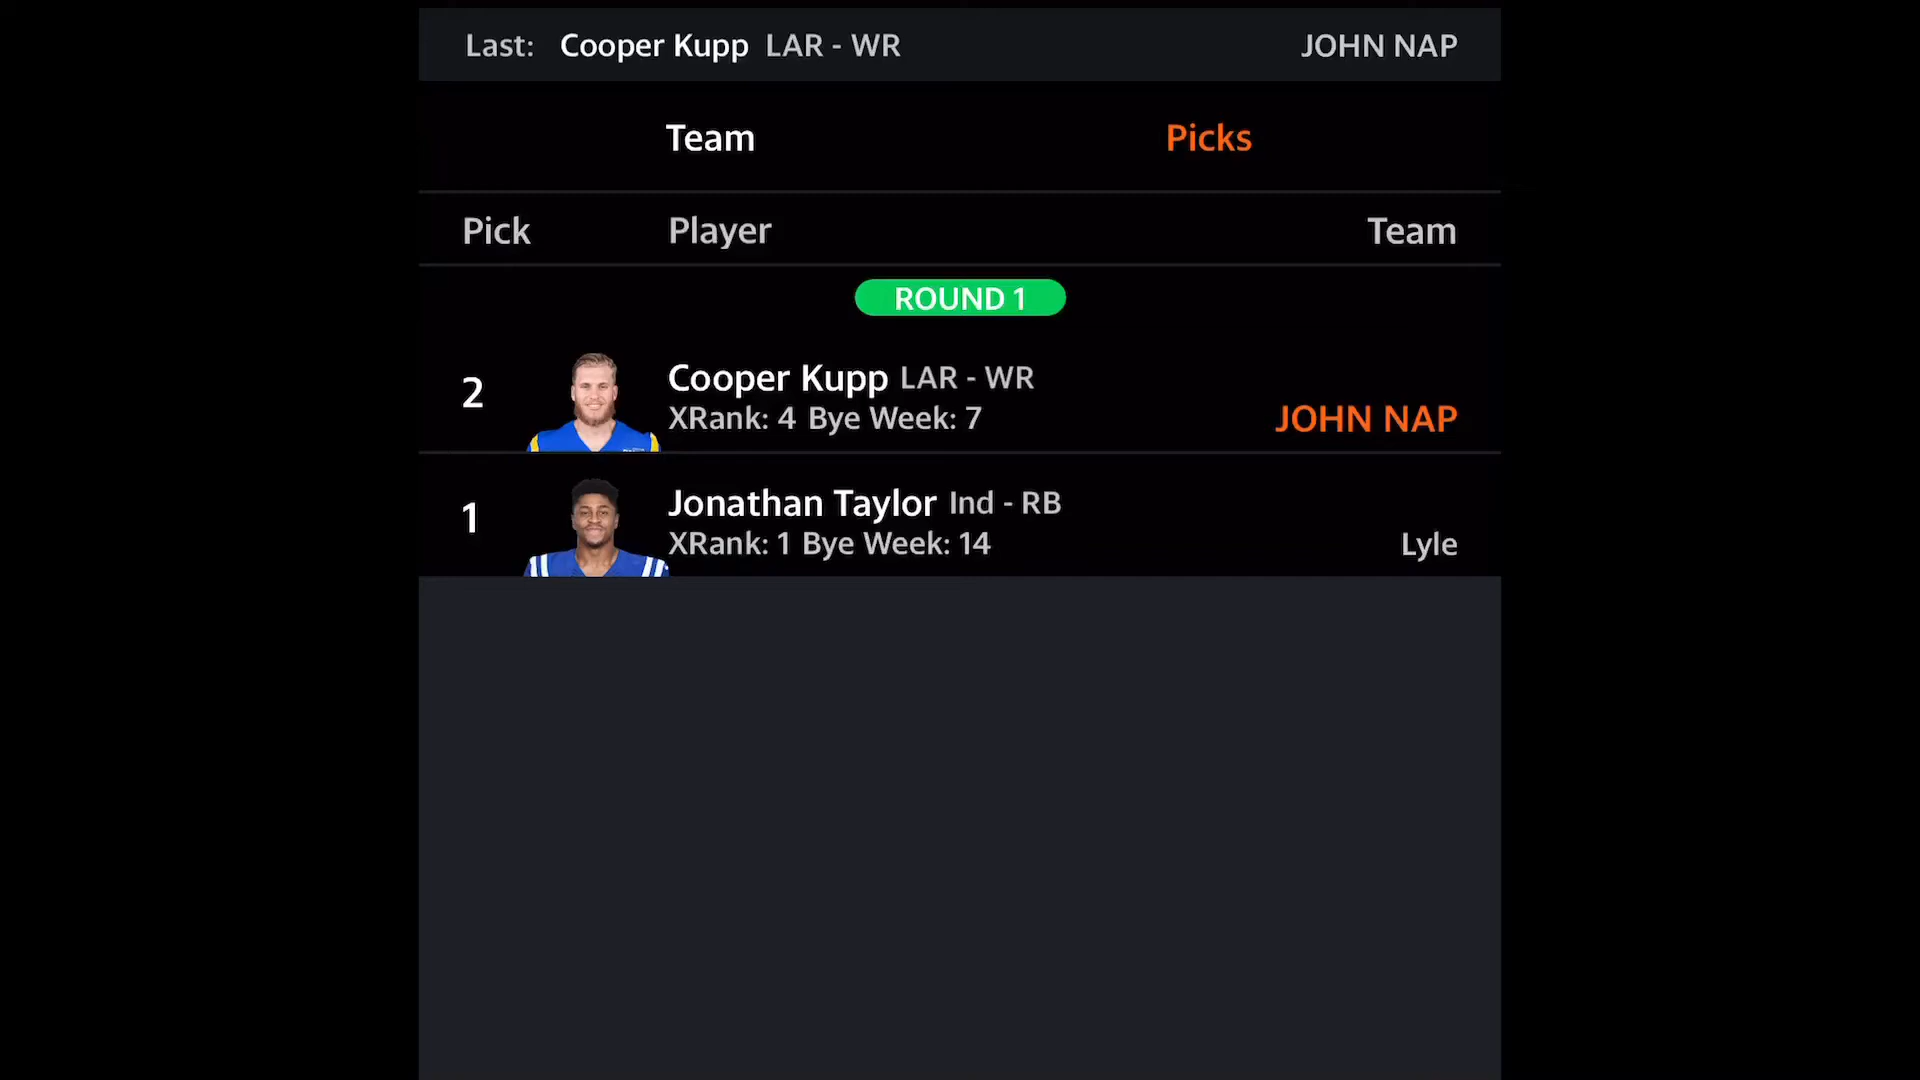 Last: Cooper Kupp LAR - WR JOHN NAP
Team Picks
Pick Player Team
ROUND 1
2 Cooper Kupp LAR - WR
XRank: 4 Bye Week: 7 JOHN NAP
1 Jonathan Taylor Ind - RB
XRank: 1 Bye Week: 14 Lyle